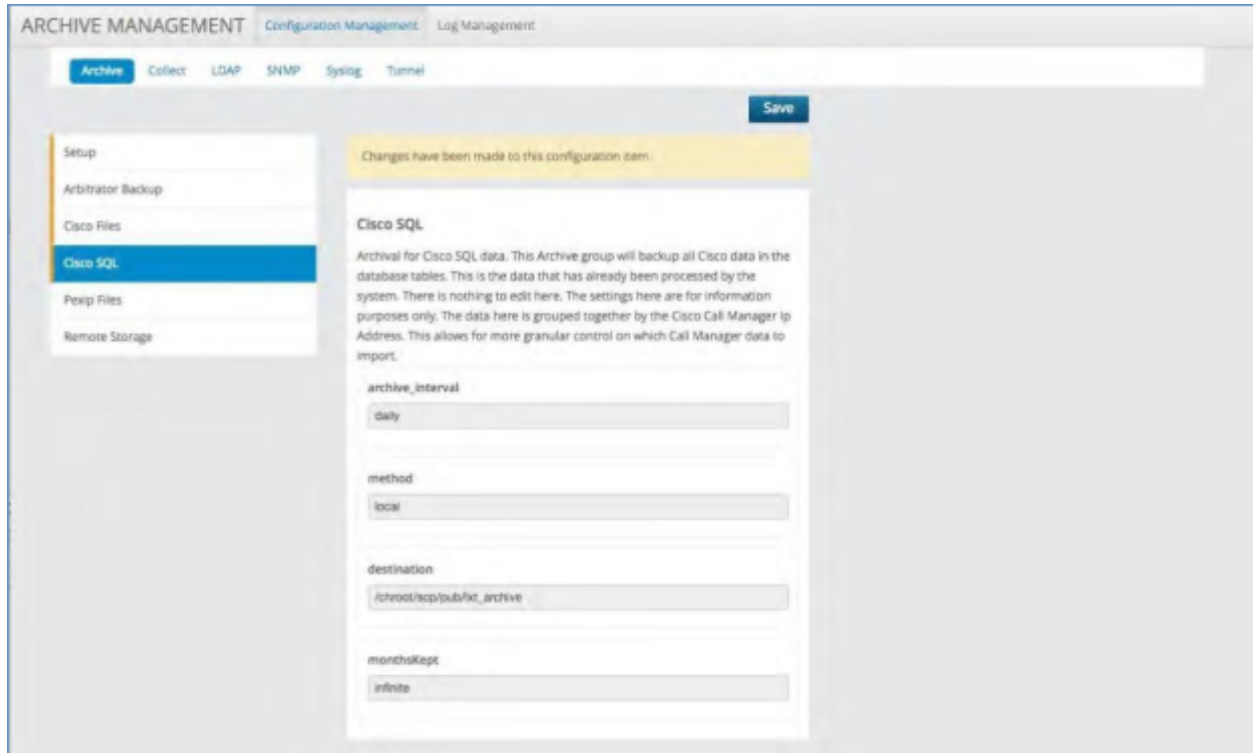 ARCHIVE MANAGEMENT Configuration Management Log Management
Archive Collect LDAP SNMP Syslog Tunnel
Save
Setup
Arbitrator Backup
Cisco Files
Cisco SQL
Pexip Files
Remote Storage
Changes have been made to this configuration item.
Cisco SQL
Archival for Cisco SQL data. This Archive group will backup all Cisco data in the
database tables. This is the data that has already been processed by the
system. There is nothing to edit here. The settings here are for information
purposes only. The data here is grouped together by the Cisco Call Manager Ip
Address. This allows for more granular control on which Call Manager data to
import.
archive_interval
daily
method
local
destination
/chroot/scp/pub/lxt_archive
monthsKept
infinite